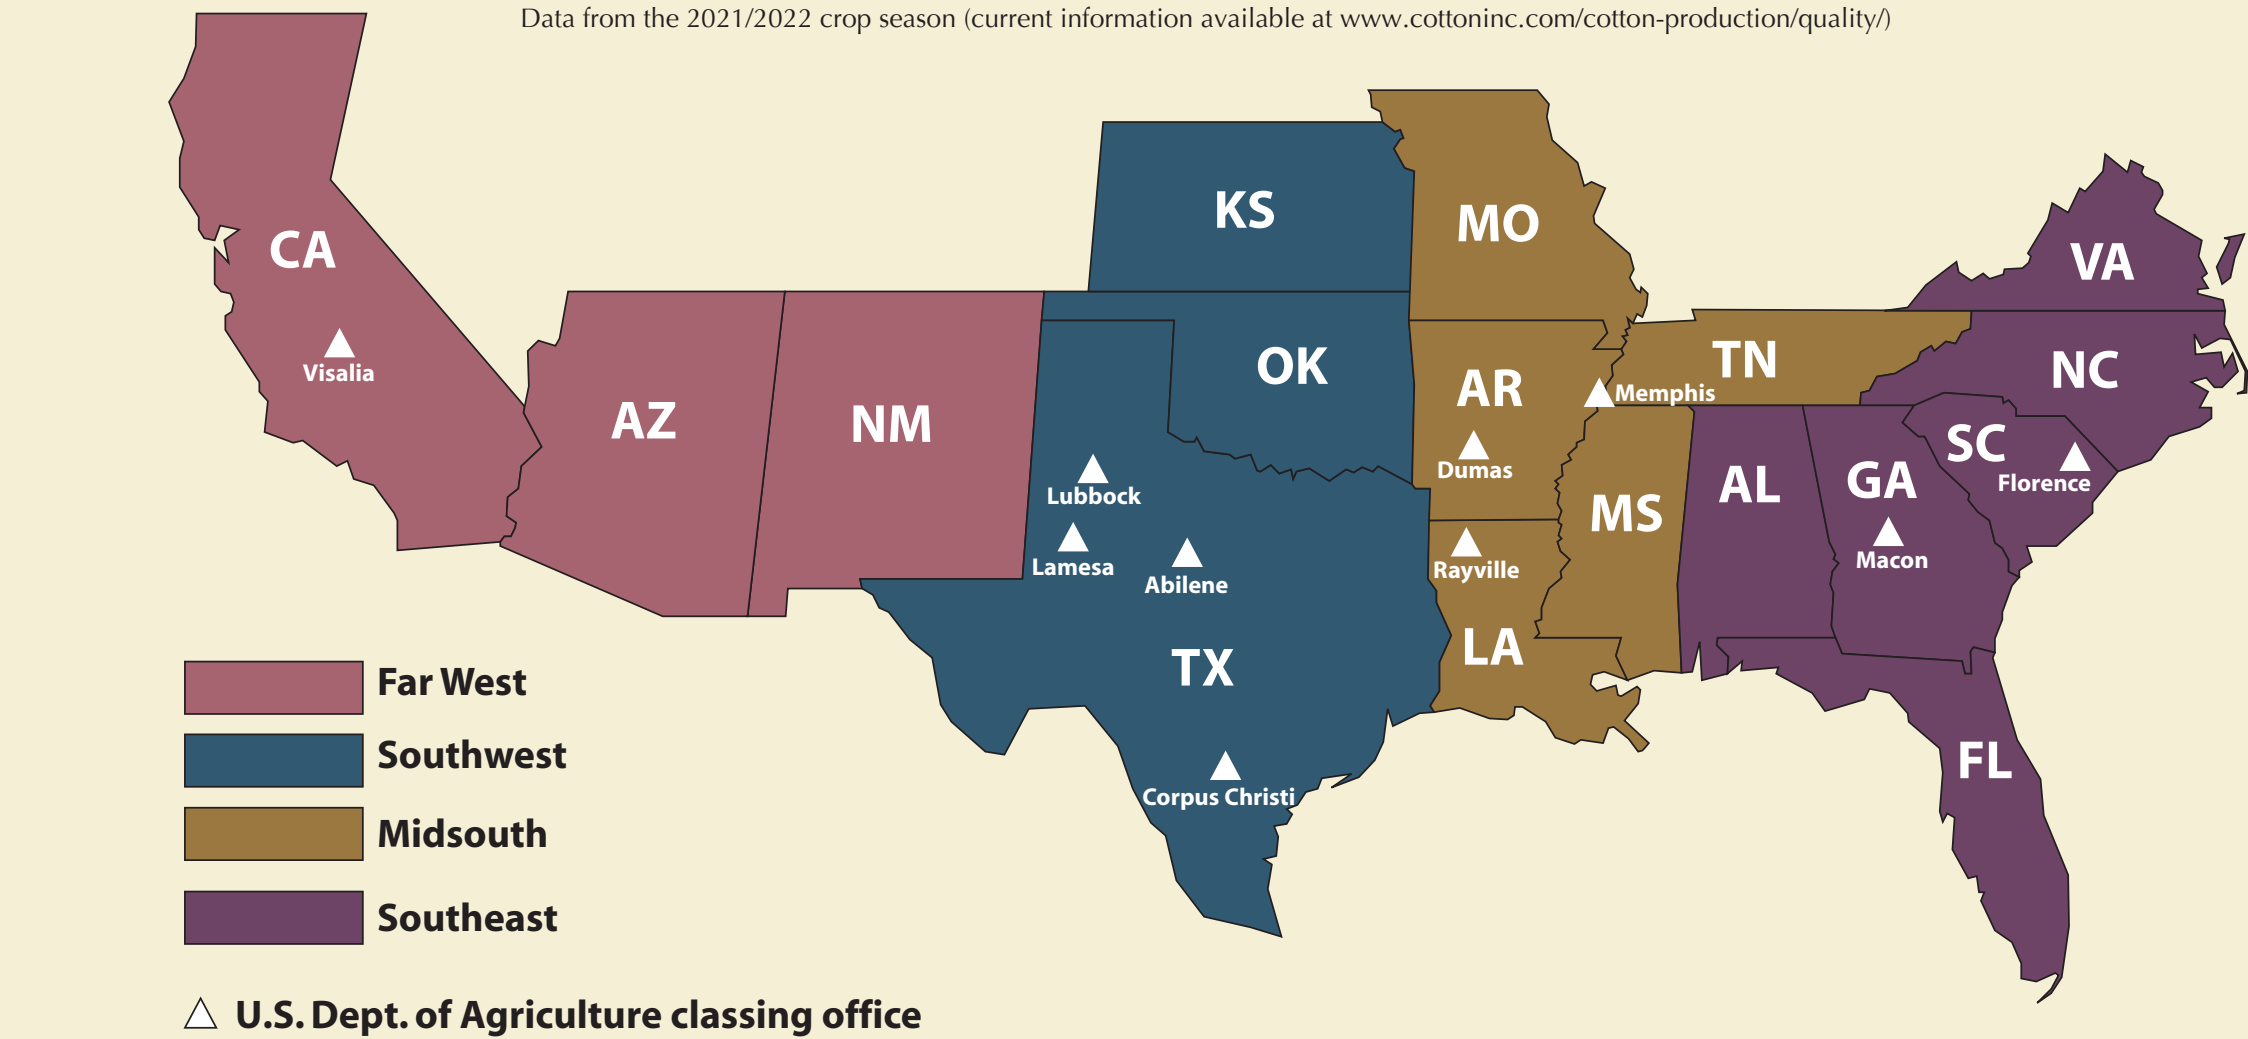 Data from the 2021/2022 crop season (current information available at www.cottoninc.com/cotton-production/quality/)
CA
Visalia
AZ
NM
KS
OK
Lubbock
Lamesa
Abilene
TX
Corpus Christi
MO
AR
Dumas
Memphis
TN
Rayville
LA
MS
AL
GA
Macon
SC
Florence
NC
VA
FL
Far West
Southwest
Midsouth
Southeast
U.S. Dept. of Agriculture classing office